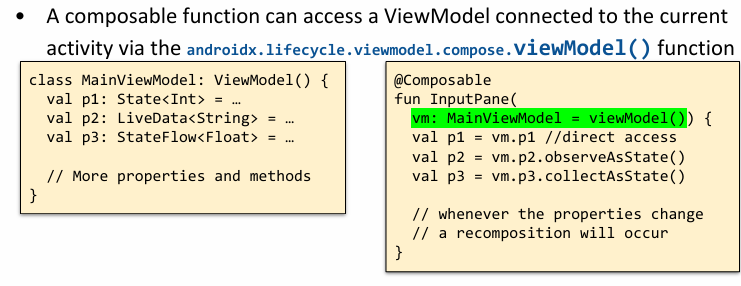 • A composable function can access a ViewModel connected to the current
activity via the androidx.lifecycle.viewmodel.compose.viewModel() function
class MainViewModel: ViewModel() {
  val p1: State<Int> = …
  val p2: LiveData<String> = …
  val p3: StateFlow<Float> = …

  // More properties and methods
}
@Composable
fun InputPane(
  vm: MainViewModel = viewModel()) {
  val p1 = vm.p1 //direct access
  val p2 = vm.p2.observeAsState()
  val p3 = vm.p3.collectAsState()

  // whenever the properties change
  // a recomposition will occur
}